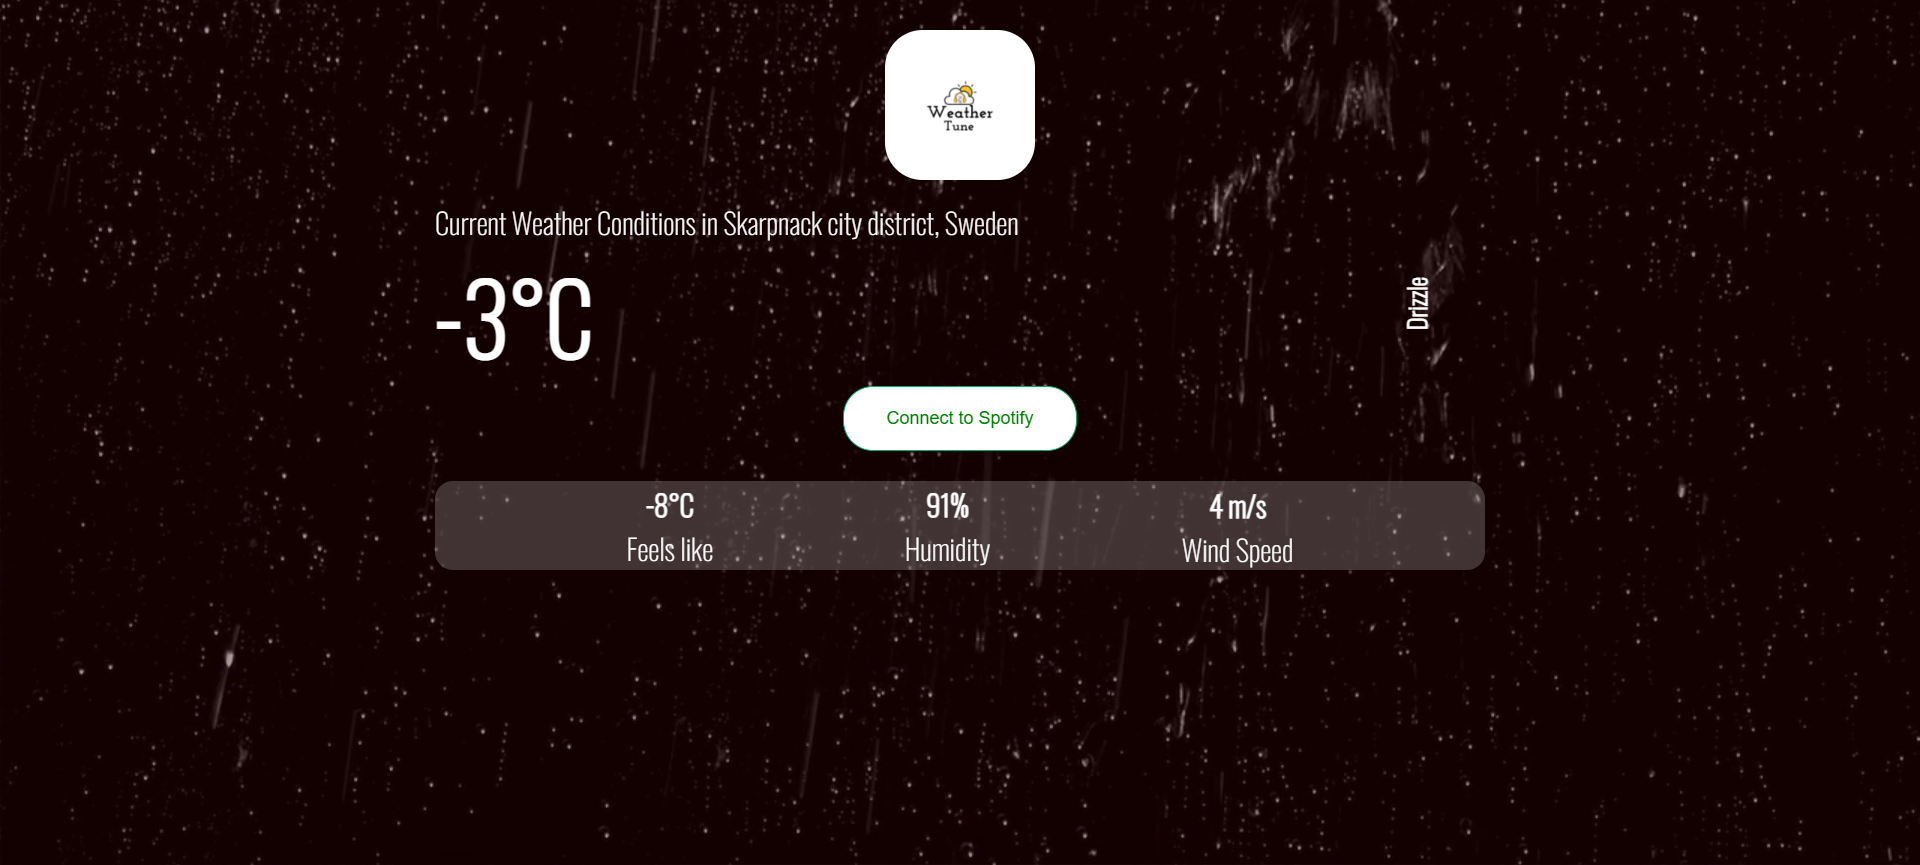 Weather
Tune
Current Weather Conditions in Skarpnack city district, Sweden
-3°C
Drizzle
Connect to Spotify
-8°C
Feels like
91%
Humidity
4 m/s
Wind Speed